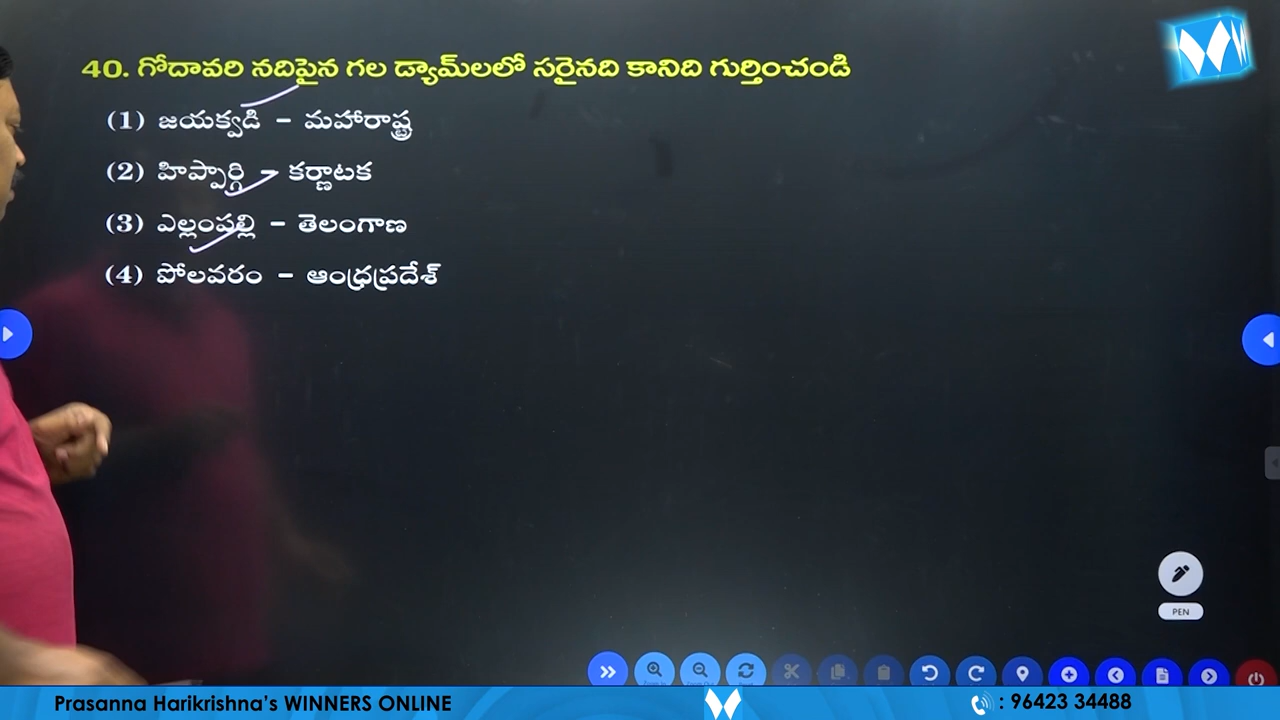 40. గోదావరి నదిపైన గల డ్యామ్‌లలో సరైనది కానిది గుర్తించండి
(1) జయక్వడి - మహారాష్ట్ర
(2) హిప్పార్గి - కర్ణాటక
(3) ఎల్లంపల్లి - తెలంగాణ
(4) పోలవరం - ఆంధ్రప్రదేశ్
PEN
Prasanna Harikrishna's WINNERS ONLINE
: 96423 34488